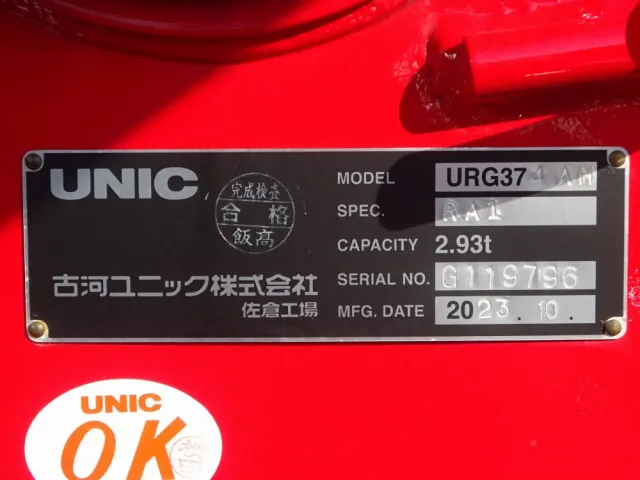 UNIC
完成検査
合格
飯高
古河ユニック株式会社
佐倉工場
MODEL URG374AH
SPEC. RA1
CAPACITY 2.93t
SERIAL NO. G119796
MFG. DATE 2023.10.
UNIC
OK